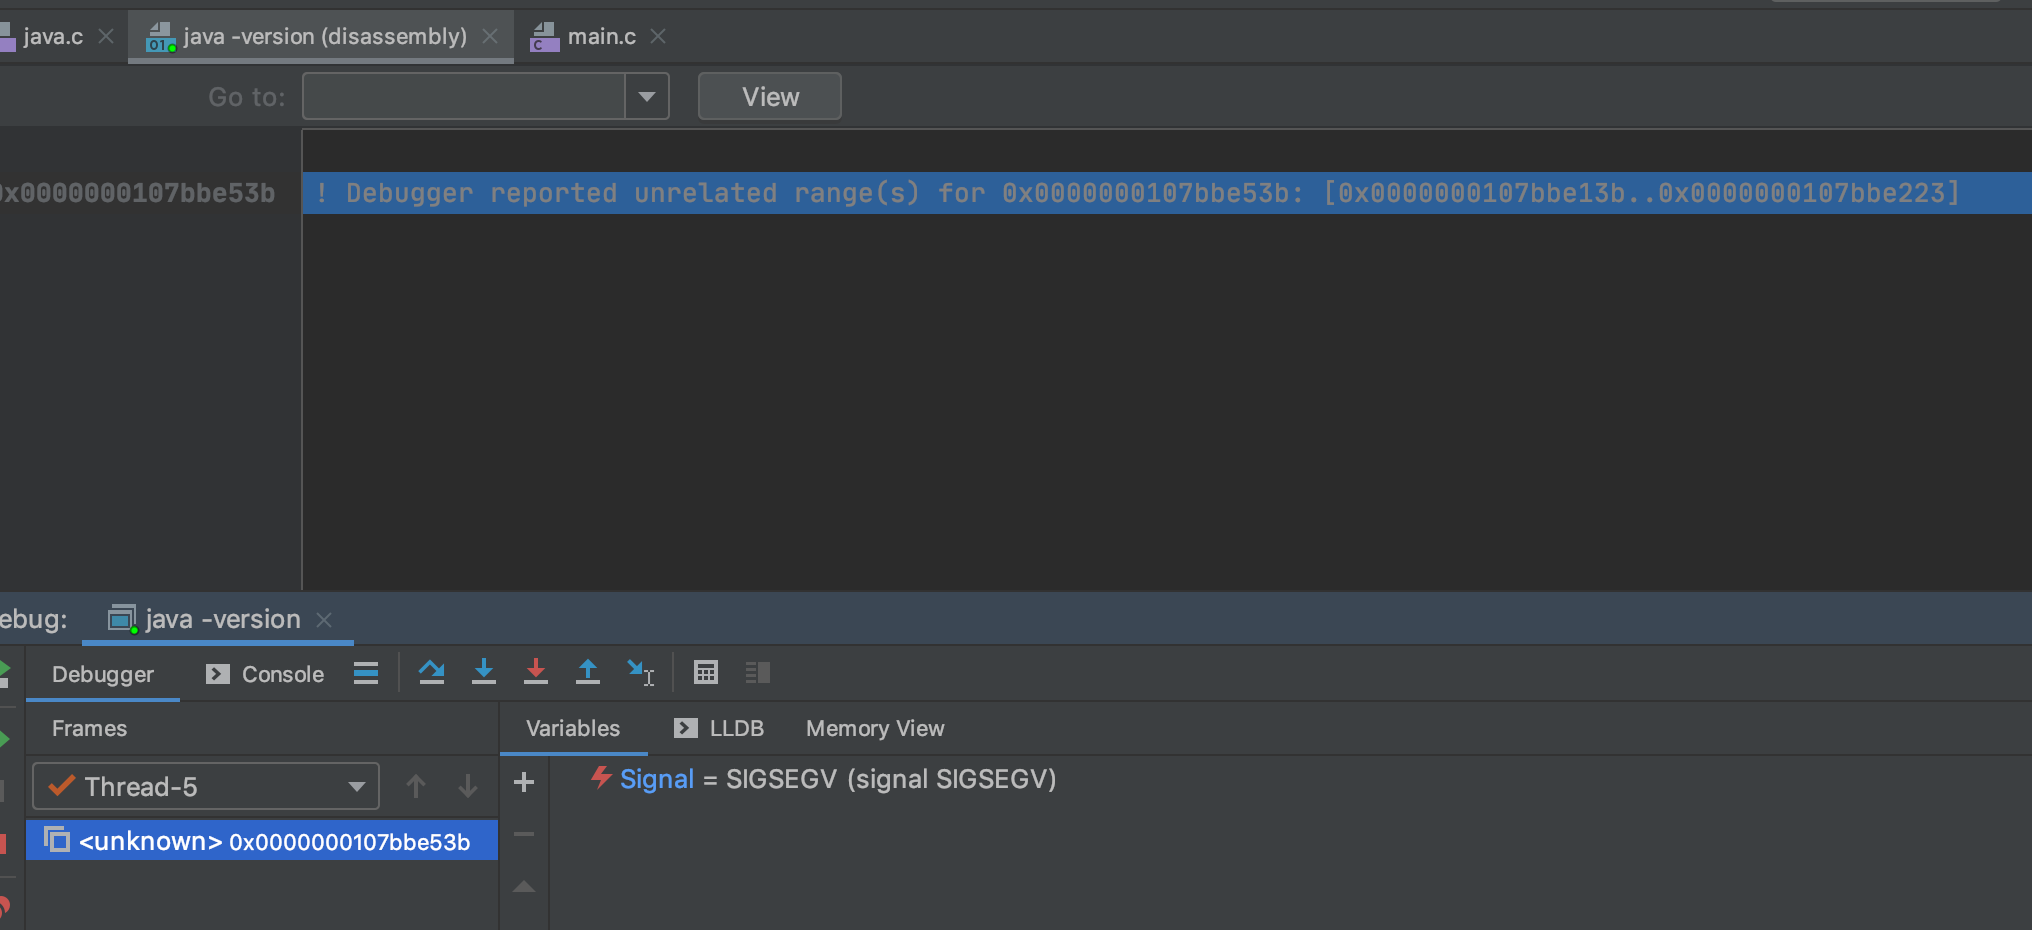 java.c
java -version (disassembly)
main.c
Go to:
View
0x0000000107bbe53b
! Debugger reported unrelated range(s) for 0x0000000107bbe53b: [0x0000000107bbe13b..0x0000000107bbe223]
ebug:
java -version
Debugger
Console
Frames
Variables
LLDB
Memory View
Thread-5
Signal = SIGSEGV (signal SIGSEGV)
<unknown> 0x0000000107bbe53b